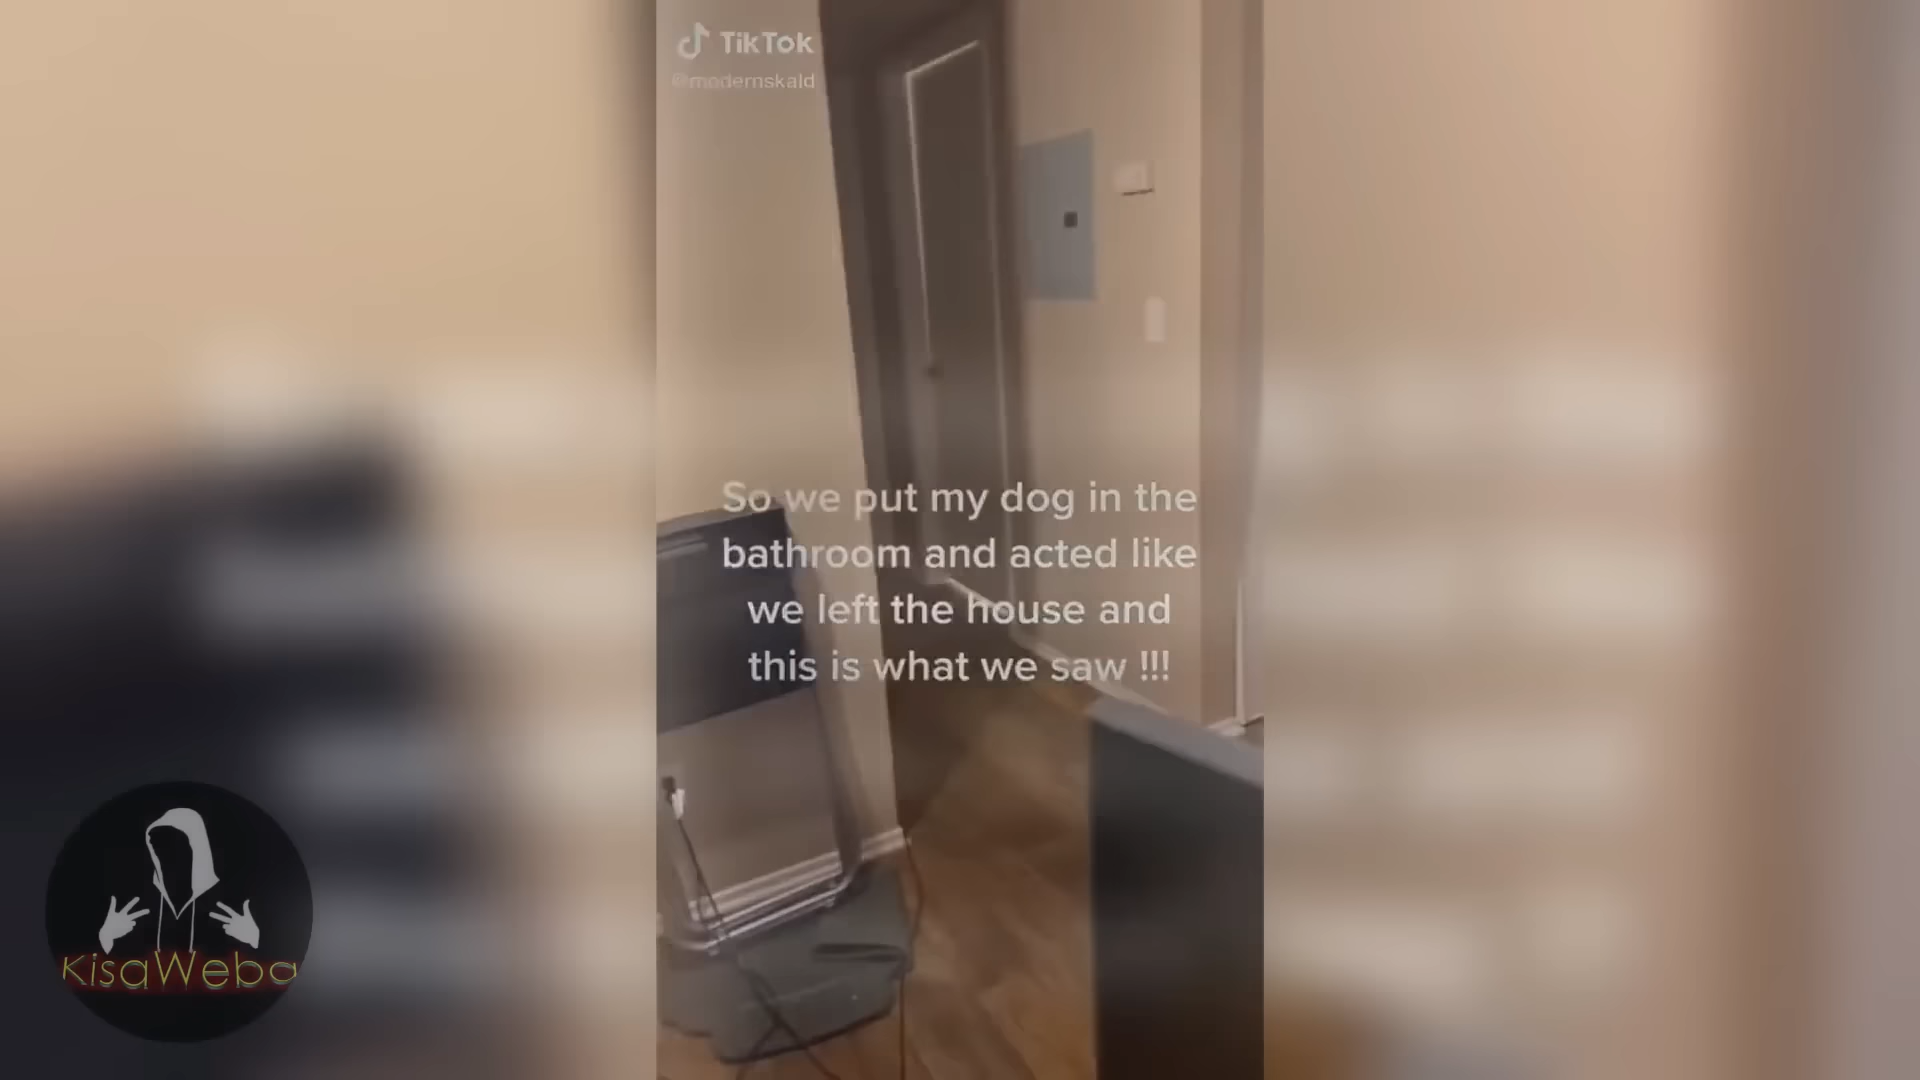 TikTok
@modernskald
So we put my dog in the
bathroom and acted like
we left the house and
this is what we saw !!!
KisaWeba